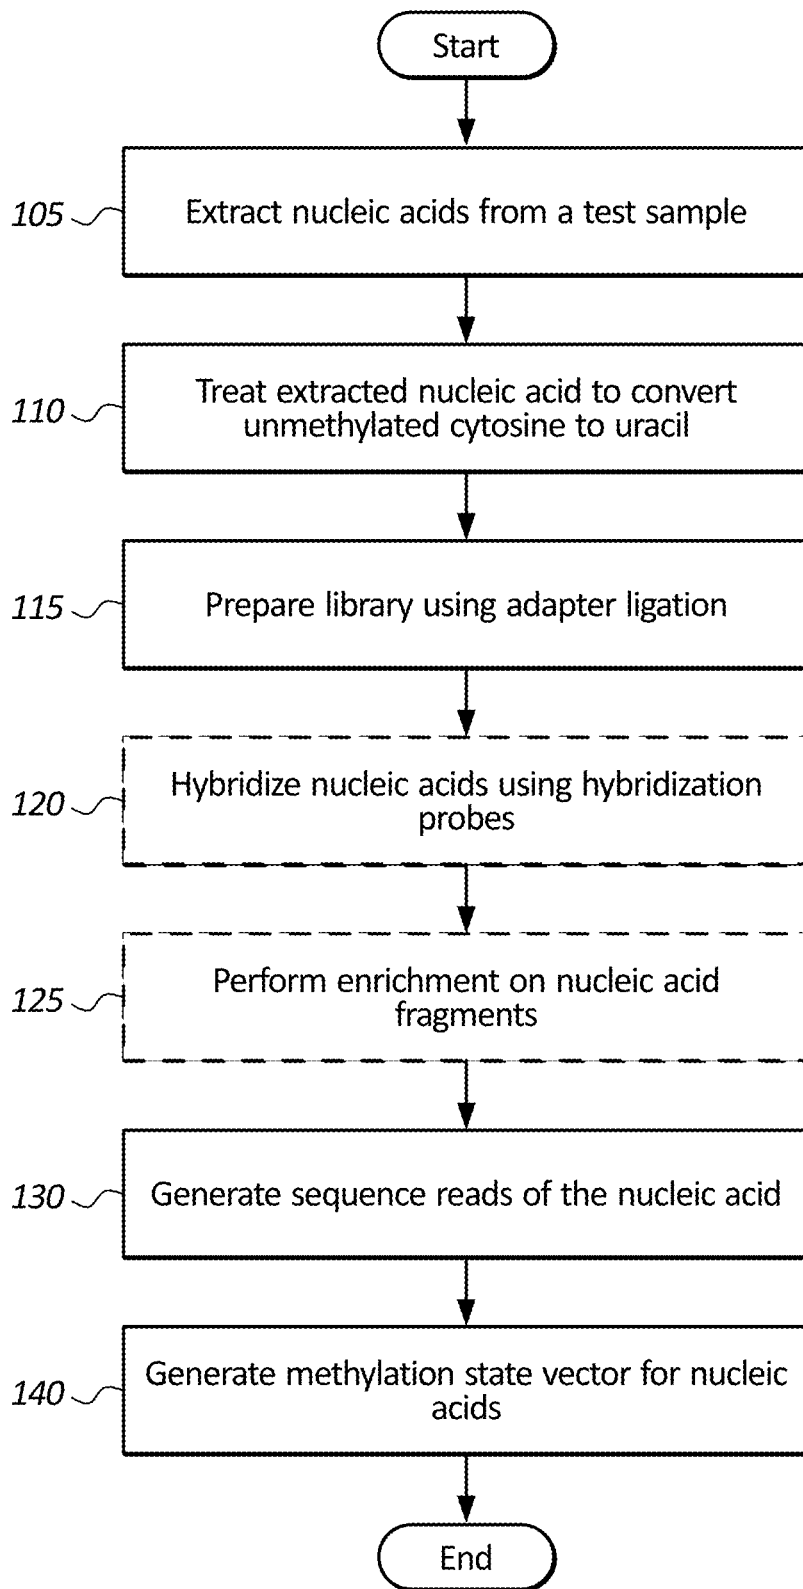 Start
105
Extract nucleic acids from a test sample
110
Treat extracted nucleic acid to convert
unmethylated cytosine to uracil
115
Prepare library using adapter ligation
120
Hybridize nucleic acids using hybridization
probes
125
Perform enrichment on nucleic acid
fragments
130
Generate sequence reads of the nucleic acid
140
Generate methylation state vector for nucleic
acids
End